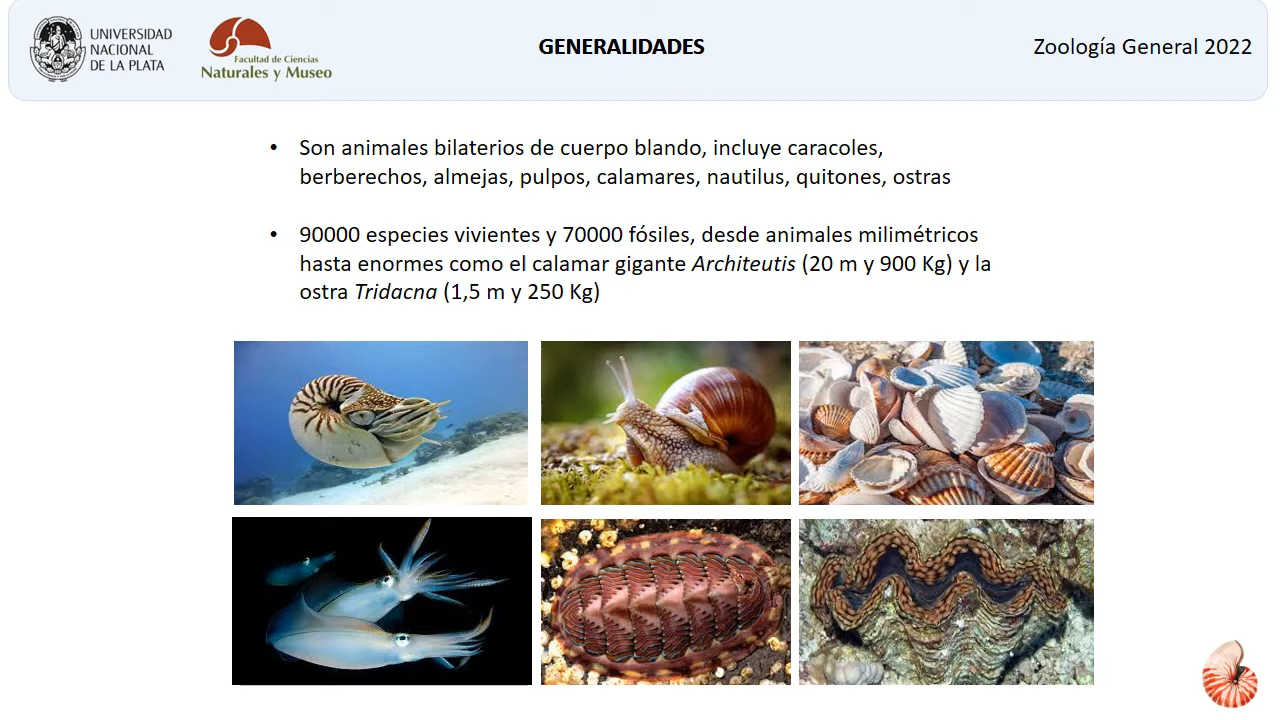 UNIVERSIDAD
NACIONAL
DE LA PLATA
Facultad de Ciencias
Naturales y Museo
GENERALIDADES
Zoología General 2022
• Son animales bilaterios de cuerpo blando, incluye caracoles,
berberechos, almejas, pulpos, calamares, nautilus, quitones, ostras
• 90000 especies vivientes y 70000 fósiles, desde animales milimétricos
hasta enormes como el calamar gigante Architeutis (20 m y 900 Kg) y la
ostra Tridacna (1,5 m y 250 Kg)